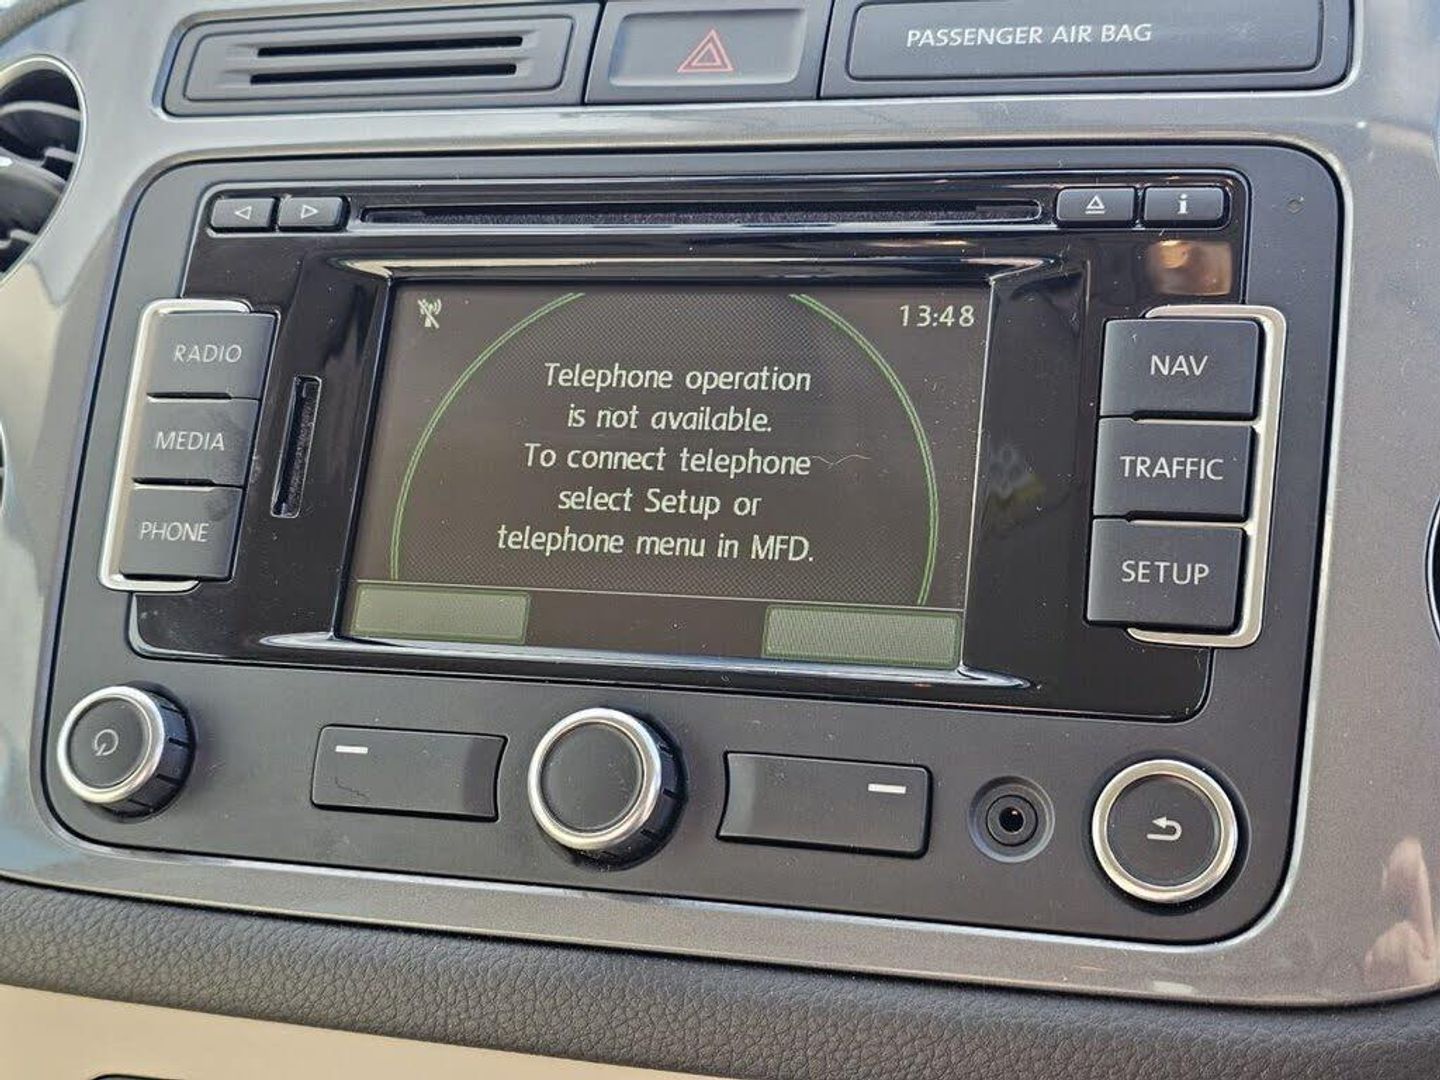 PASSENGER AIR BAG
i
13:48
RADIO
MEDIA
PHONE
Telephone operation
is not available.
To connect telephone
select Setup or
telephone menu in MFD.
NAV
TRAFFIC
SETUP